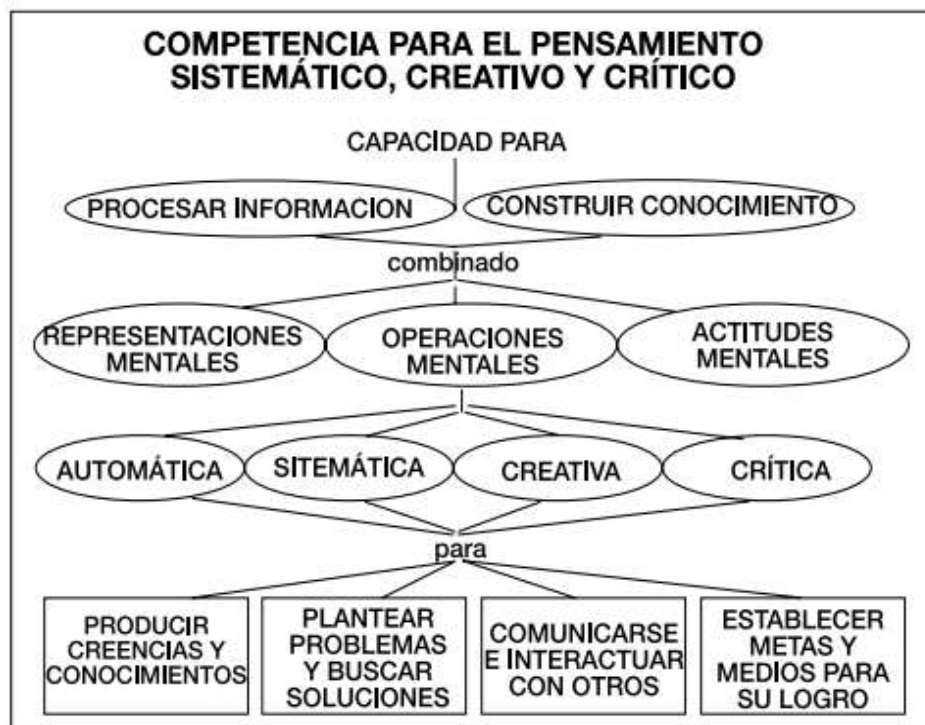 COMPETENCIA PARA EL PENSAMIENTO
SISTEMÁTICO, CREATIVO Y CRÍTICO
CAPACIDAD PARA
PROCESAR INFORMACION
CONSTRUIR CONOCIMIENTO
combinado
REPRESENTACIONES
MENTALES
OPERACIONES
MENTALES
ACTITUDES
MENTALES
AUTOMÁTICA
SITEMÁTICA
CREATIVA
CRÍTICA
para
PRODUCIR
CREENCIAS Y
CONOCIMIENTOS
PLANTEAR
PROBLEMAS
Y BUSCAR
SOLUCIONES
COMUNICARSE
E INTERACTUAR
CON OTROS
ESTABLECER
METAS Y
MEDIOS PARA
SU LOGRO